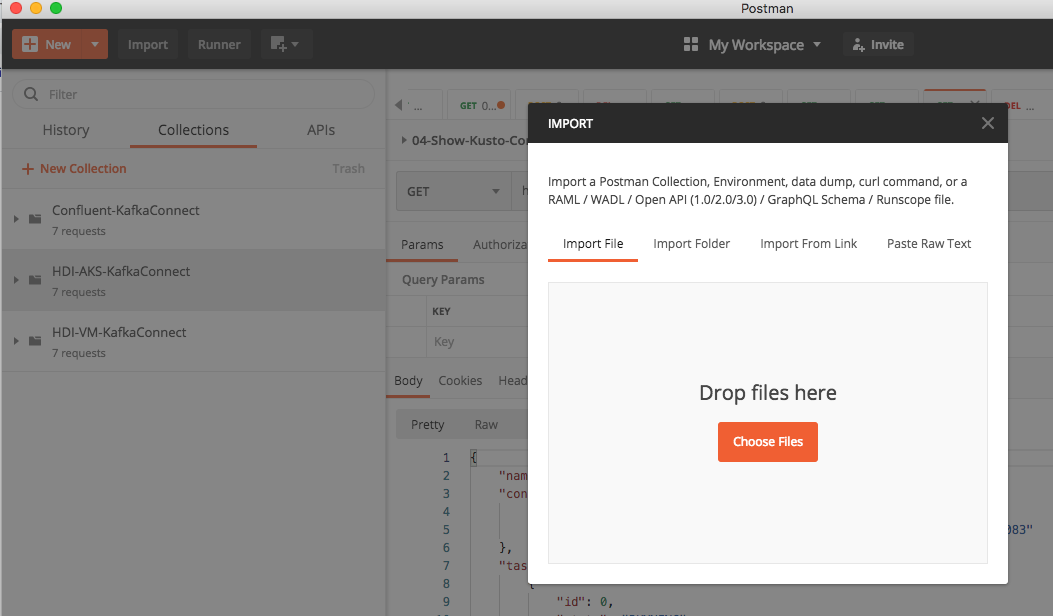 Postman
New
Import
Runner
My Workspace
Invite
Filter
History
Collections
APIs
New Collection
Trash
Confluent-KafkaConnect
7 requests
HDI-AKS-KafkaConnect
7 requests
HDI-VM-KafkaConnect
7 requests
GET 0...
DEL ...
04-Show-Kusto-Co
GET
h
Params
Authoriza
Query Params
KEY
Key
Body
Cookies
Head
Pretty
Raw
1 {
2 "nam
3 "con
4
5 083"
6 },
7 "tas
8 {
9 "id": 0,
IMPORT
Import a Postman Collection, Environment, data dump, curl command, or a
RAML / WADL / Open API (1.0/2.0/3.0) / GraphQL Schema / Runscope file.
Import File
Import Folder
Import From Link
Paste Raw Text
Drop files here
Choose Files